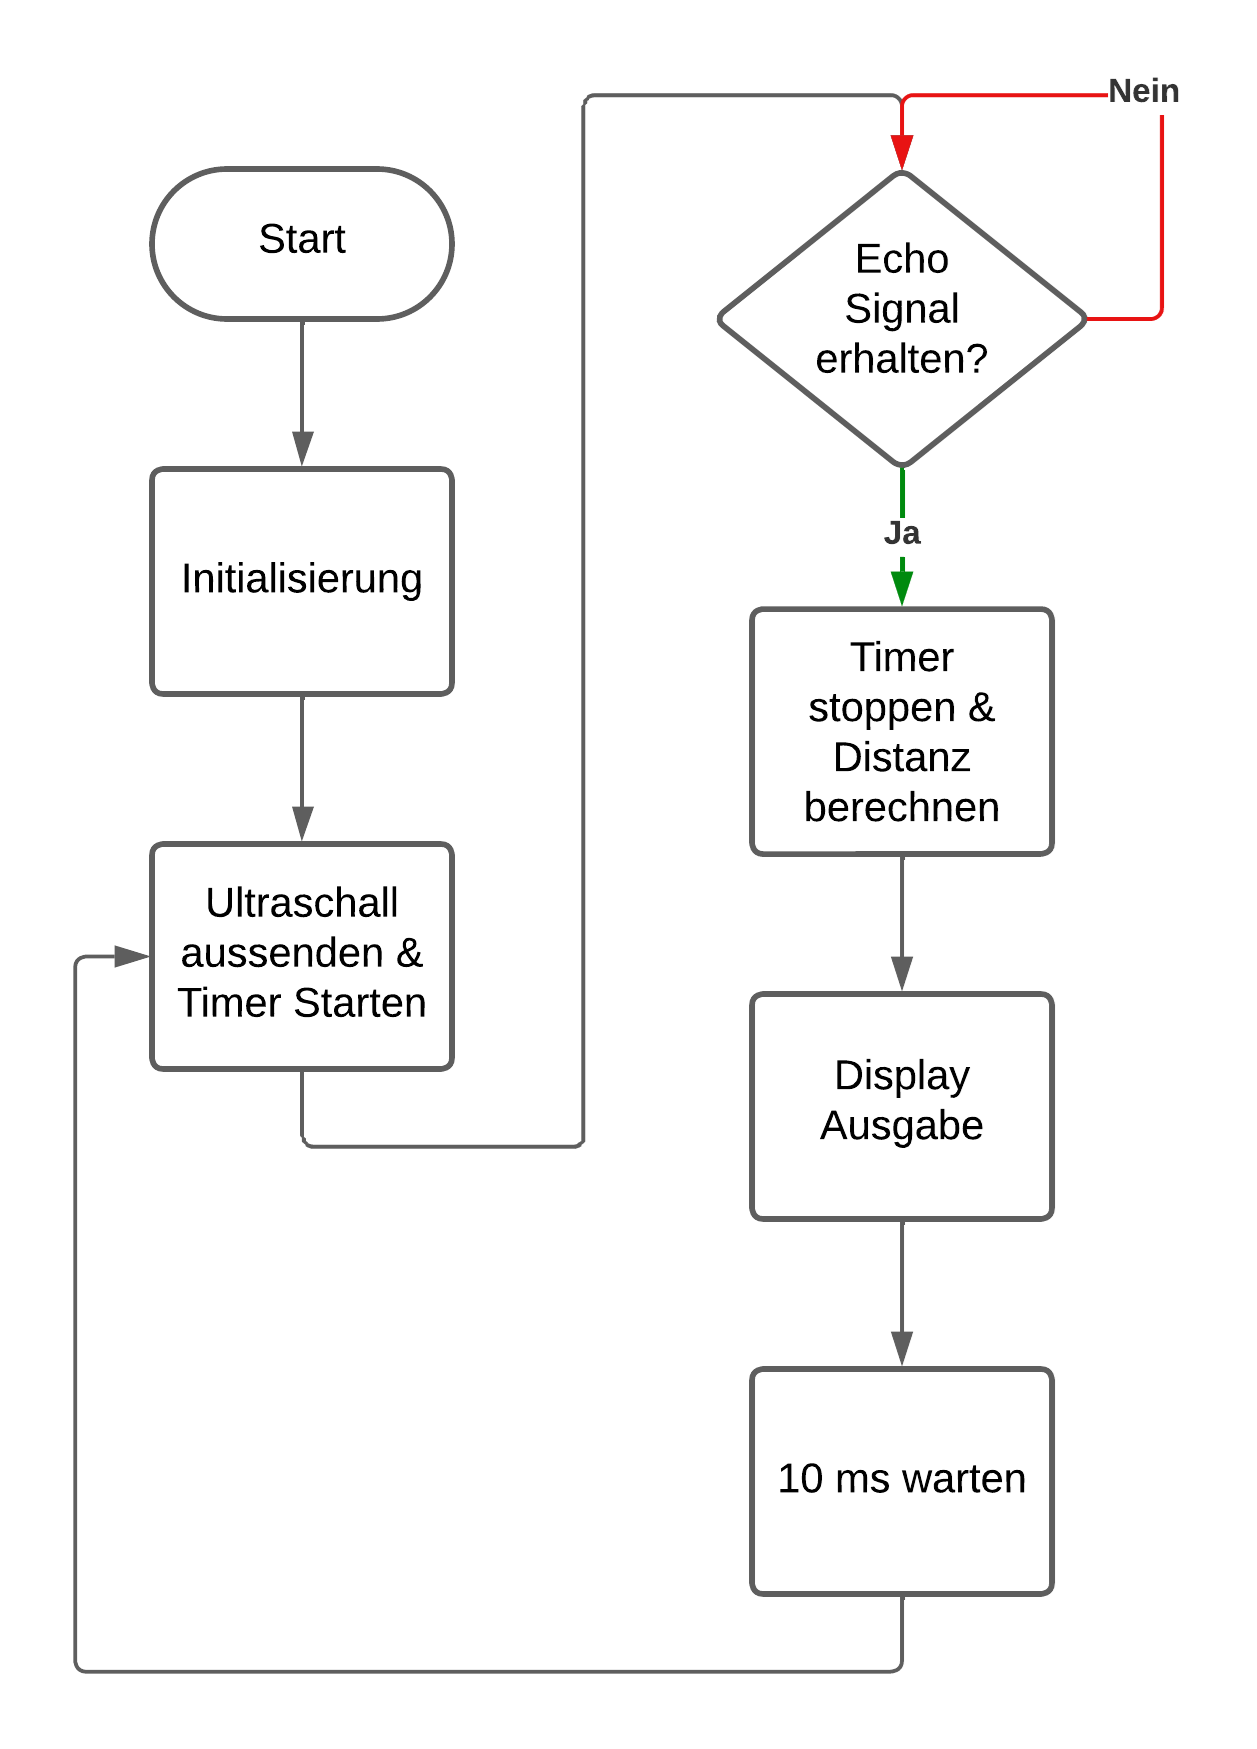 Start
Initialisierung
Ultraschall
aussenden &
Timer Starten
Nein
Echo
Signal
erhalten?
Ja
Timer
stoppen &
Distanz
berechnen
Display
Ausgabe
10 ms warten